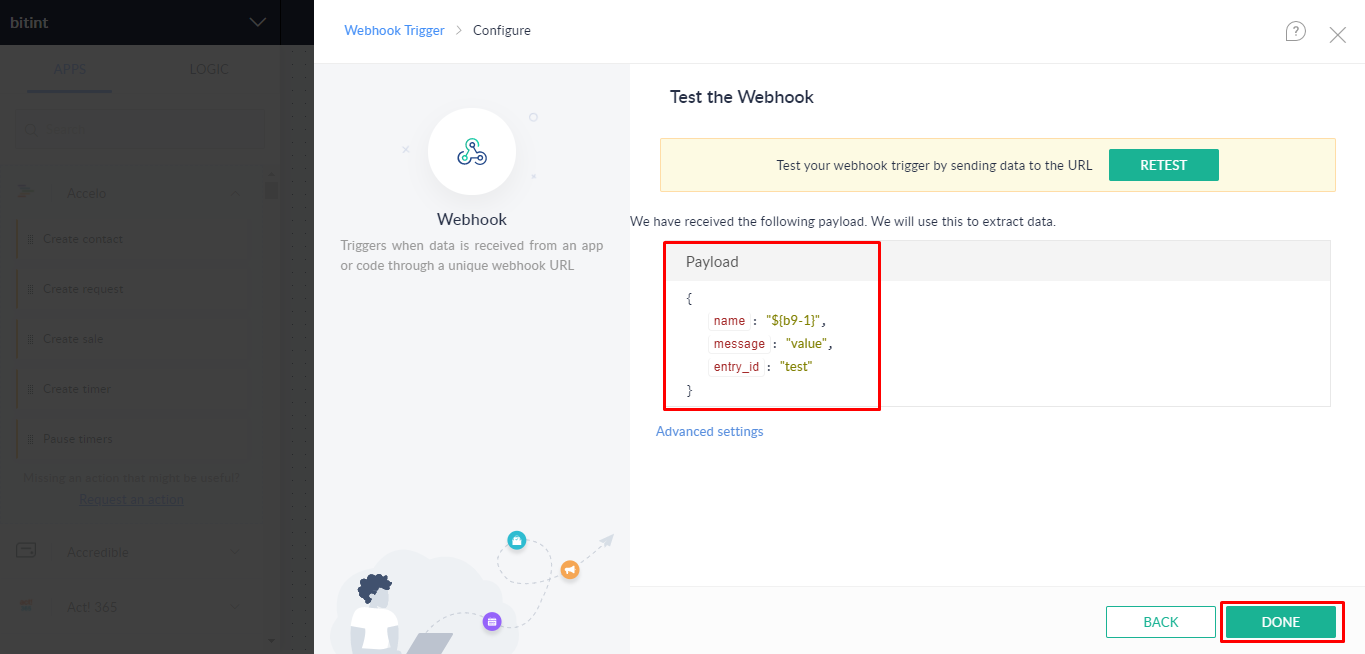 bitint
APPS
LOGIC
Search
Accelo
Create contact
Create request
Create sale
Create timer
Pause timers
Missing an action that might be useful?
Request an action
Accredible
Act! 365
Webhook Trigger > Configure
?
Webhook
Triggers when data is received from an app
or code through a unique webhook URL
Test the Webhook
Test your webhook trigger by sending data to the URL
RETEST
We have received the following payload. We will use this to extract data.
Payload
{
name : "${b9-1}",
message : "value",
entry_id : "test"
}
Advanced settings
BACK
DONE